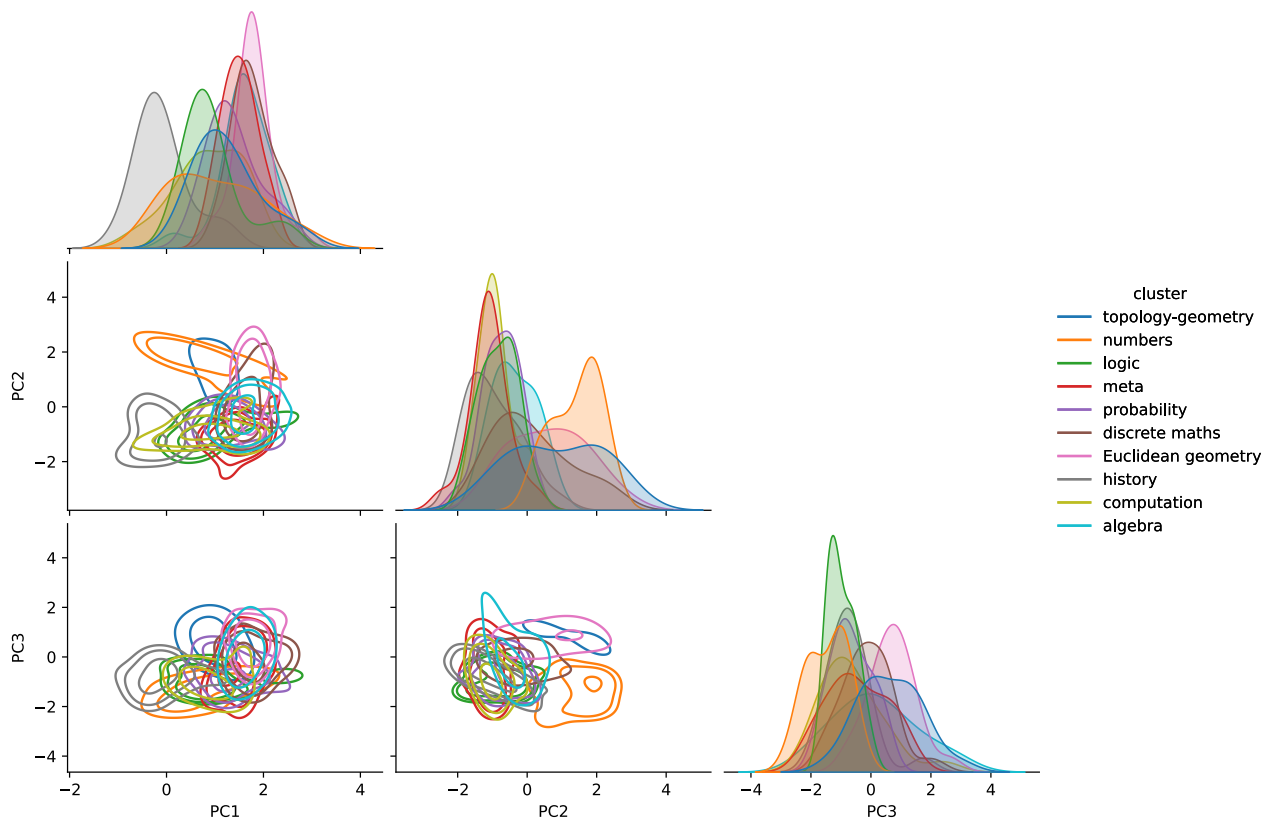 cluster
topology-geometry
numbers
logic
meta
probability
discrete maths
Euclidean geometry
history
computation
algebra
PC2
4
2
0
−2
PC3
4
2
0
−2
−4
−2 0 2 4
PC1
−2 0 2 4
PC2
−4 −2 0 2 4
PC3